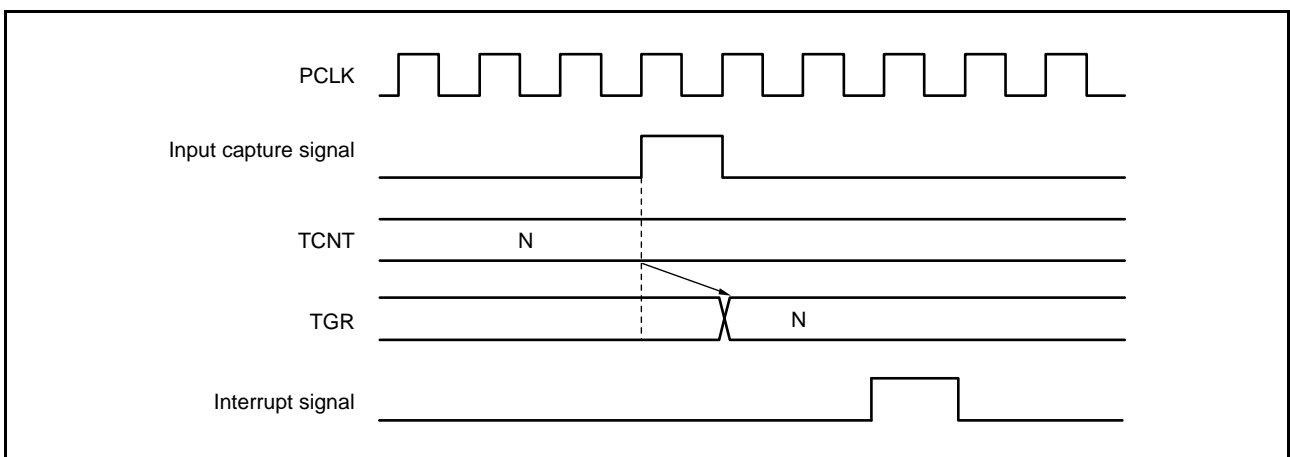 PCLK
Input capture signal
TCNT
N
TGR
N
Interrupt signal